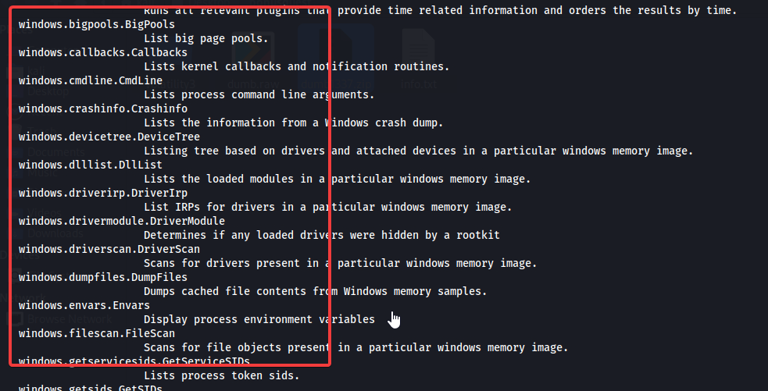 Runs all relevant plugins that provide time related information and orders the results by time.
windows.bigpools.BigPools
List big page pools.
windows.callbacks.Callbacks
Lists kernel callbacks and notification routines.
windows.cmdline.CmdLine
Lists process command line arguments.
windows.crashinfo.Crashinfo
Lists the information from a Windows crash dump.
windows.devicetree.DeviceTree
Listing tree based on drivers and attached devices in a particular windows memory image.
windows.dlllist.DllList
Lists the loaded modules in a particular windows memory image.
windows.driverirp.DriverIrp
List IRPs for drivers in a particular windows memory image.
windows.drivermodule.DriverModule
Determines if any loaded drivers were hidden by a rootkit
windows.driverscan.DriverScan
Scans for drivers present in a particular windows memory image.
windows.dumpfiles.DumpFiles
Dumps cached file contents from Windows memory samples.
windows.envars.Envars
Display process environment variables
windows.filescan.FileScan
Scans for file objects present in a particular windows memory image.
windows.getservicesids.GetServiceSIDs
Lists process token sids.
windows.getsids.GetSIDs